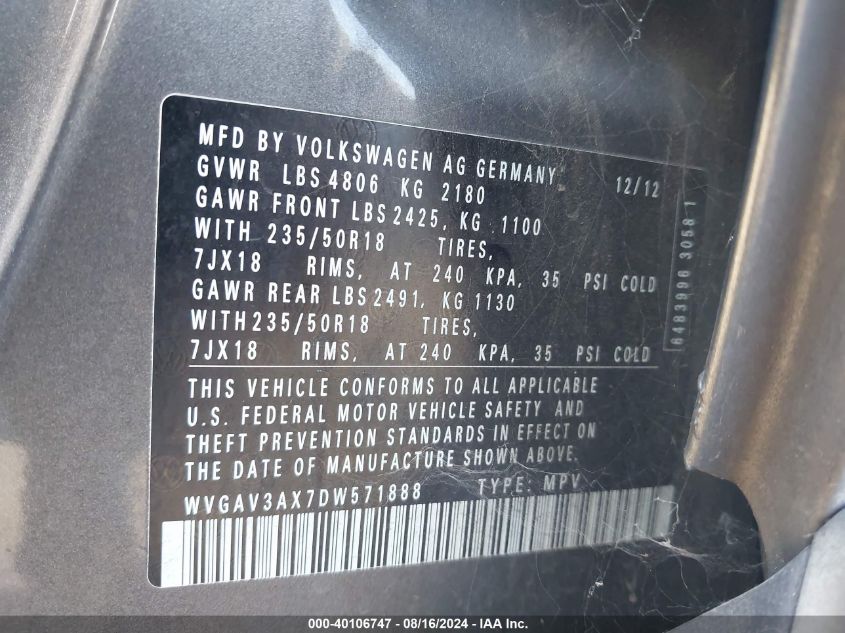 MFD BY VOLKSWAGEN AG GERMANY 12/12
GVWR LBS 4806 KG 2180
GAWR FRONT LBS 2425, KG 1100
WITH 235/50R18 TIRES,
7JX18 RIMS, AT 240 KPA, 35 PSI COLD
GAWR REAR LBS 2491, KG 1130
WITH 235/50R18 TIRES,
7JX18 RIMS, AT 240 KPA, 35 PSI COLD
6483996 3058 1
THIS VEHICLE CONFORMS TO ALL APPLICABLE
U.S. FEDERAL MOTOR VEHICLE SAFETY AND
THEFT PREVENTION STANDARDS IN EFFECT ON
THE DATE OF MANUFACTURE SHOWN ABOVE.
WVGAV3AX7DW571888 TYPE: MPV
000-40106747 - 08/16/2024 - IAA Inc.